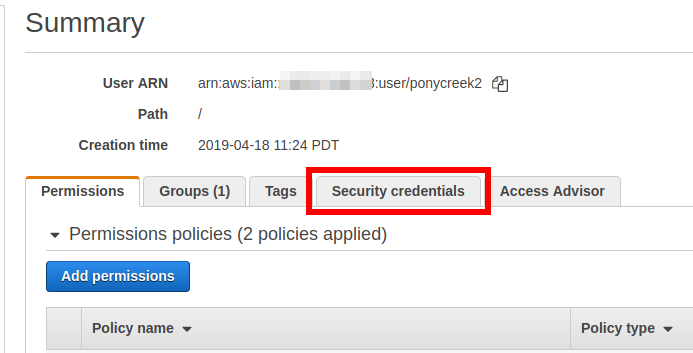 Summary
User ARN arn:aws:iam: :user/ponycreek2
Path /
Creation time 2019-04-18 11:24 PDT
Permissions Groups (1) Tags Security credentials Access Advisor
Permissions policies (2 policies applied)
Add permissions
Policy name Policy type